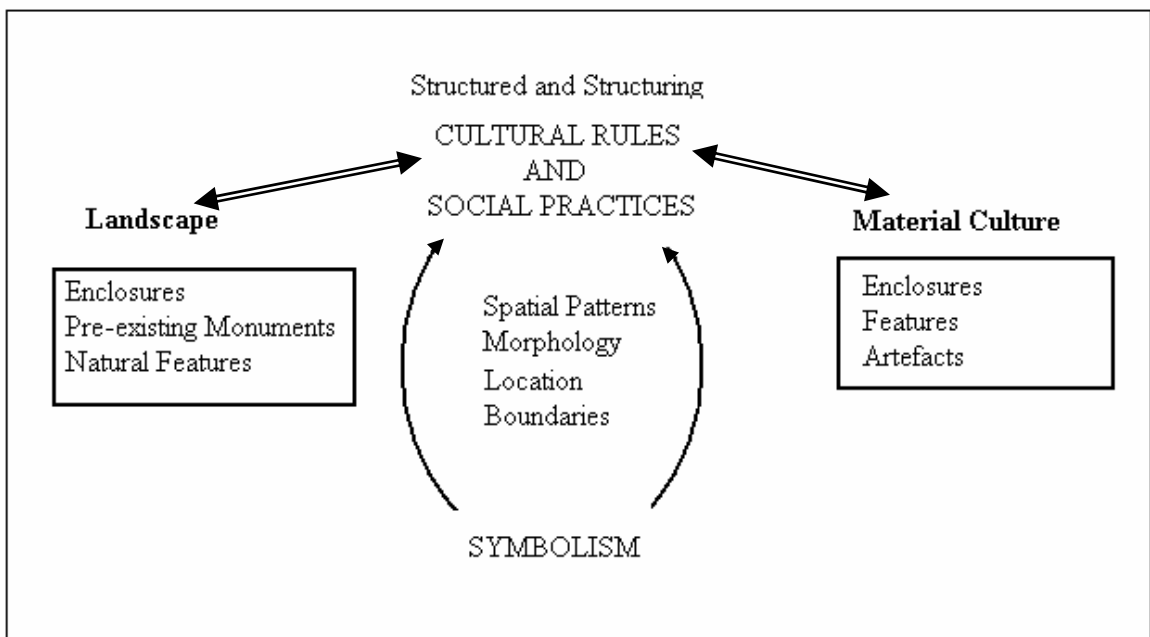 Structured and Structuring
CULTURAL RULES
AND
SOCIAL PRACTICES
Landscape
Enclosures
Pre-existing Monuments
Natural Features
Spatial Patterns
Morphology
Location
Boundaries
Material Culture
Enclosures
Features
Artefacts
SYMBOLISM